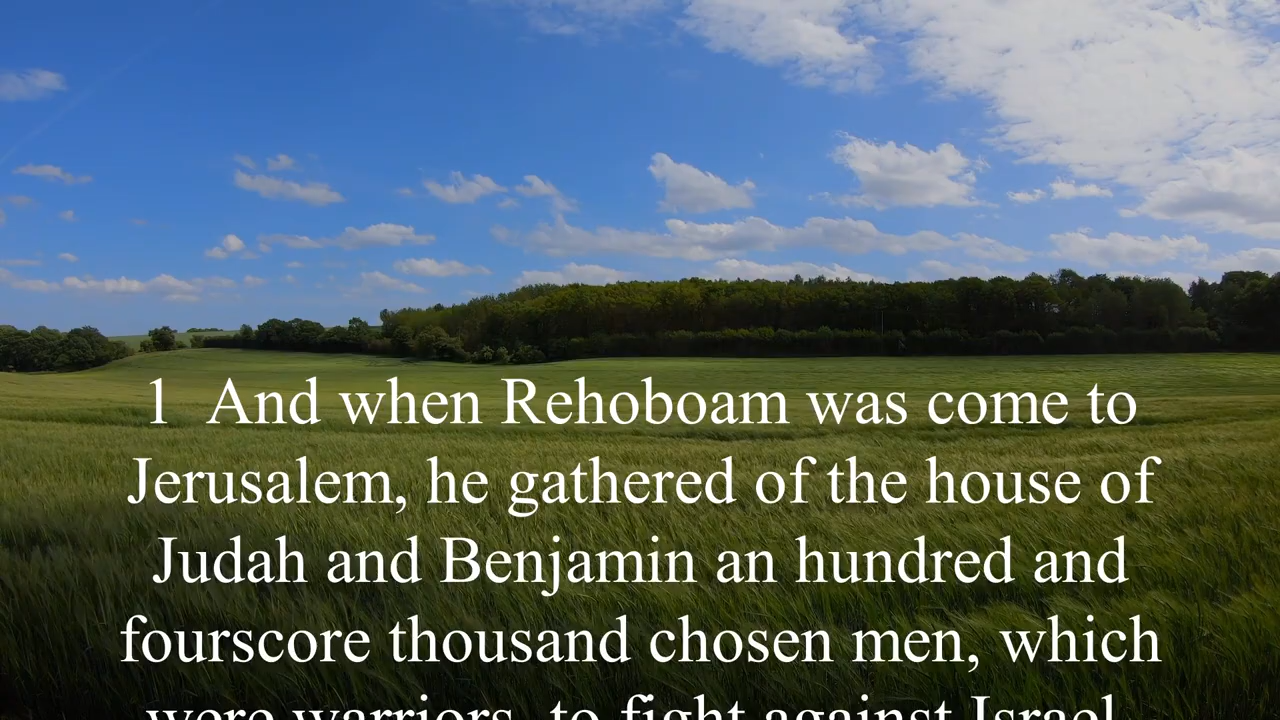 1 And when Rehoboam was come to
Jerusalem, he gathered of the house of
Judah and Benjamin an hundred and
fourscore thousand chosen men, which
were warriors, to fight against Israel,